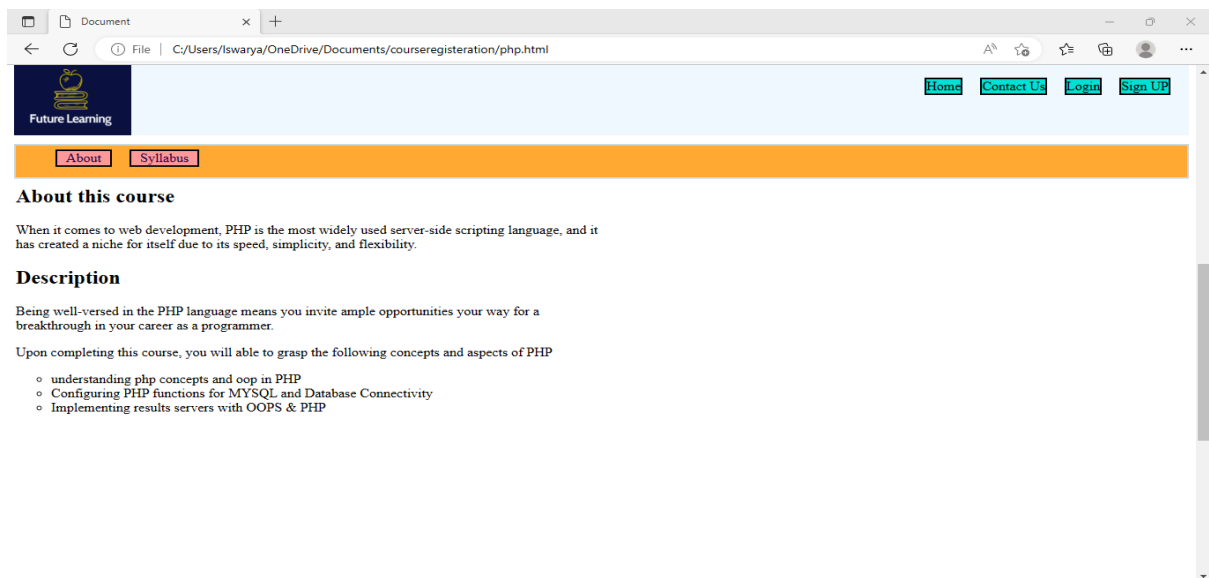 Document
File | C:/Users/Iswarya/OneDrive/Documents/courseregisteration/php.html
Future Learning
Home Contact Us Login Sign UP
About Syllabus
About this course
When it comes to web development, PHP is the most widely used server-side scripting language, and it
has created a niche for itself due to its speed, simplicity, and flexibility.
Description
Being well-versed in the PHP language means you invite ample opportunities your way for a
breakthrough in your career as a programmer.
Upon completing this course, you will able to grasp the following concepts and aspects of PHP
understanding php concepts and oop in PHP
Configuring PHP functions for MYSQL and Database Connectivity
Implementing results servers with OOPS & PHP